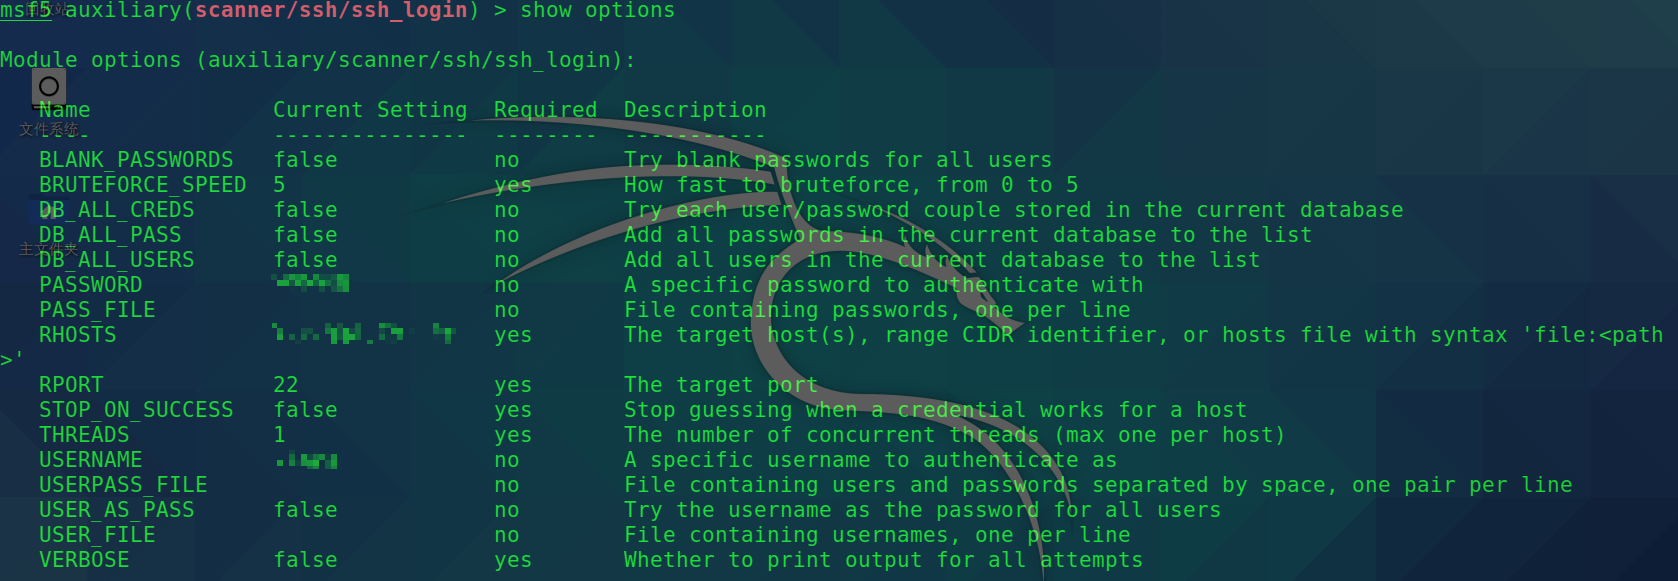 msf5 auxiliary(scanner/ssh/ssh_login) > show options
Module options (auxiliary/scanner/ssh/ssh_login):
Name Current Setting Required Description
---- --------------- -------- -----------
文件系统
BLANK_PASSWORDS false no Try blank passwords for all users
BRUTEFORCE_SPEED 5 yes How fast to bruteforce, from 0 to 5
DB_ALL_CREDS false no Try each user/password couple stored in the current database
DB_ALL_PASS false no Add all passwords in the current database to the list
主文件夹
DB_ALL_USERS false no Add all users in the current database to the list
PASSWORD no A specific password to authenticate with
PASS_FILE no File containing passwords, one per line
RHOSTS yes The target host(s), range CIDR identifier, or hosts file with syntax 'file:<path
>'
RPORT 22 yes The target port
STOP_ON_SUCCESS false yes Stop guessing when a credential works for a host
THREADS 1 yes The number of concurrent threads (max one per host)
USERNAME no A specific username to authenticate as
USERPASS_FILE no File containing users and passwords separated by space, one pair per line
USER_AS_PASS false no Try the username as the password for all users
USER_FILE no File containing usernames, one per line
VERBOSE false yes Whether to print output for all attempts